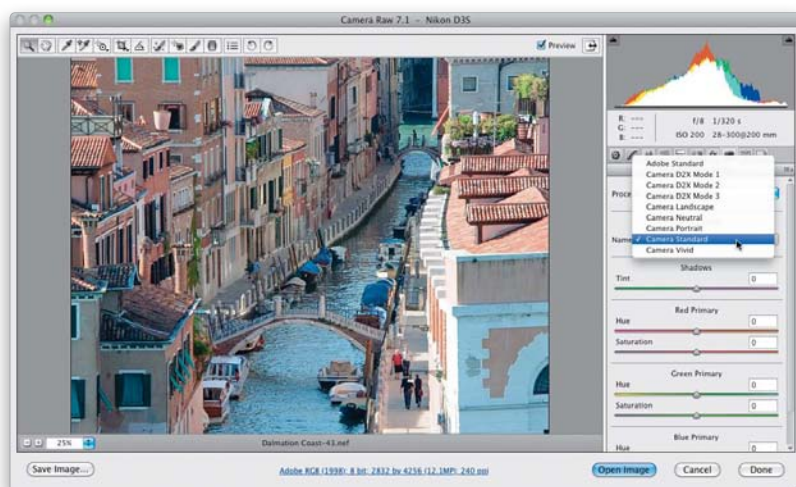 Camera Raw 7.1 – Nikon D3S
Preview
R: ---
G: ---
B: ---
f/8 1/320 s
ISO 200 28-300@200 mm
Adobe Standard
Camera D2X Mode 1
Camera D2X Mode 2
Camera D2X Mode 3
Camera Landscape
Camera Neutral
Camera Portrait
✓ Camera Standard
Camera Vivid
Proce
Name
Shadows
Tint 0
Red Primary
Hue 0
Saturation 0
Green Primary
Hue 0
Saturation 0
Blue Primary
Hue 0
25%
Dalmation Coast-43.nef
Save Image...
Adobe RGB (1998); 8 bit; 2832 by 4256 (12.1MP); 240 ppi
Open Image
Cancel
Done